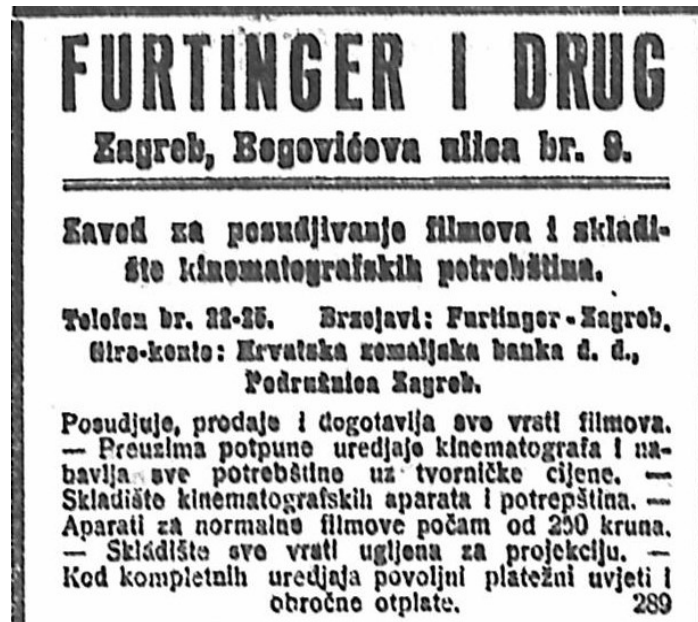 FURTINGER I DRUG
Zagreb, Bogovićeva ulica br. 9.
Zavod za posudjivanje filmova i skladi-
šte kinematografskih potrebština.
Telefon br. 22-25. Brzojavi: Furtinger-Zagreb.
Giro-konto: Hrvatska zemaljska banka d. d.,
Podružnica Zagreb.
Posudjuje, prodaje i dogotavlja sve vrsti filmova.
— Preuzima potpune uredjaje kinematografa i na-
bavlja sve potrebštine uz tvorničke cijene. —
Skladište kinematografskih aparata i potrepština. —
Aparati za normalne filmove počam od 250 kruna.
— Skladište sve vrsti ugljena za projekciju. —
Kod kompletnih uredjaja povoljni platežni uvjeti i
obročne otplate. 289